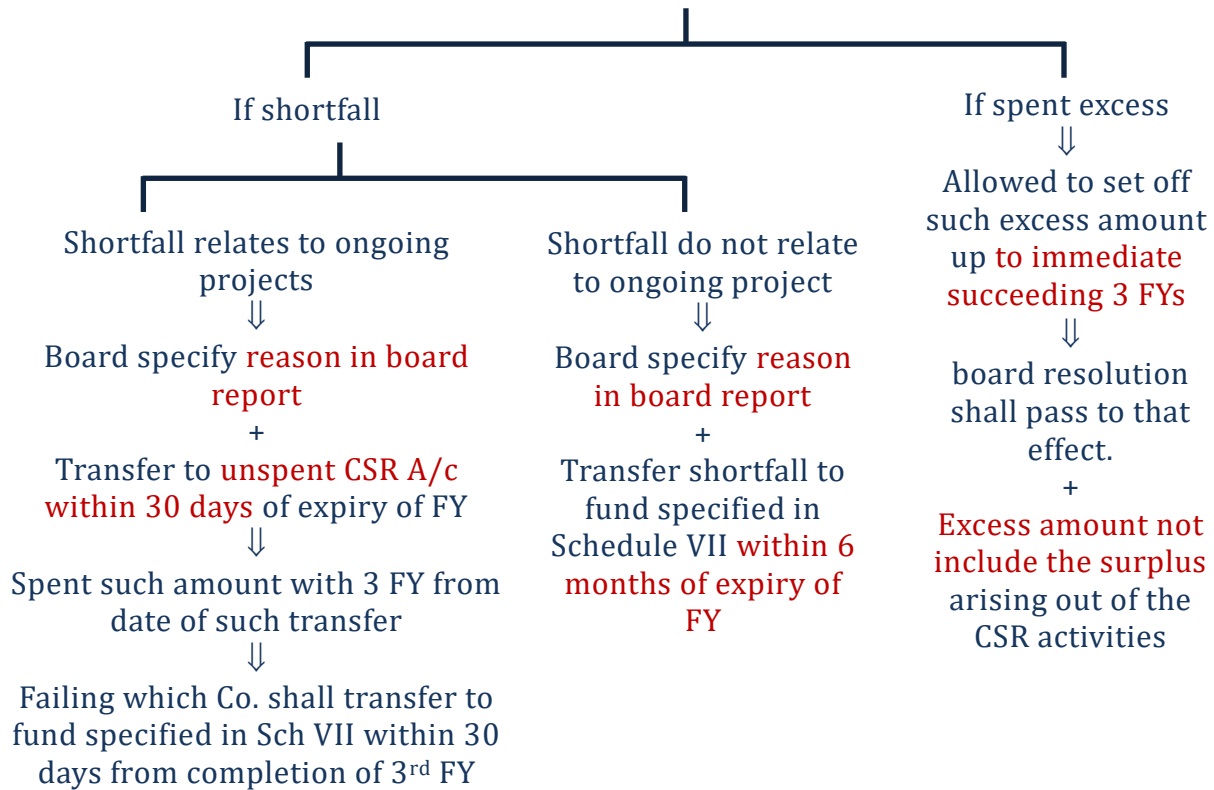 If shortfall
Shortfall relates to ongoing
projects
⇓
Board specify reason in board
report
+
Transfer to unspent CSR A/c
within 30 days of expiry of FY
⇓
Spent such amount with 3 FY from
date of such transfer
⇓
Failing which Co. shall transfer to
fund specified in Sch VII within 30
days from completion of 3rd FY
Shortfall do not relate
to ongoing project
⇓
Board specify reason
in board report
+
Transfer shortfall to
fund specified in
Schedule VII within 6
months of expiry of
FY
If spent excess
⇓
Allowed to set off
such excess amount
up to immediate
succeeding 3 FYs
⇓
board resolution
shall pass to that
effect.
+
Excess amount not
include the surplus
arising out of the
CSR activities